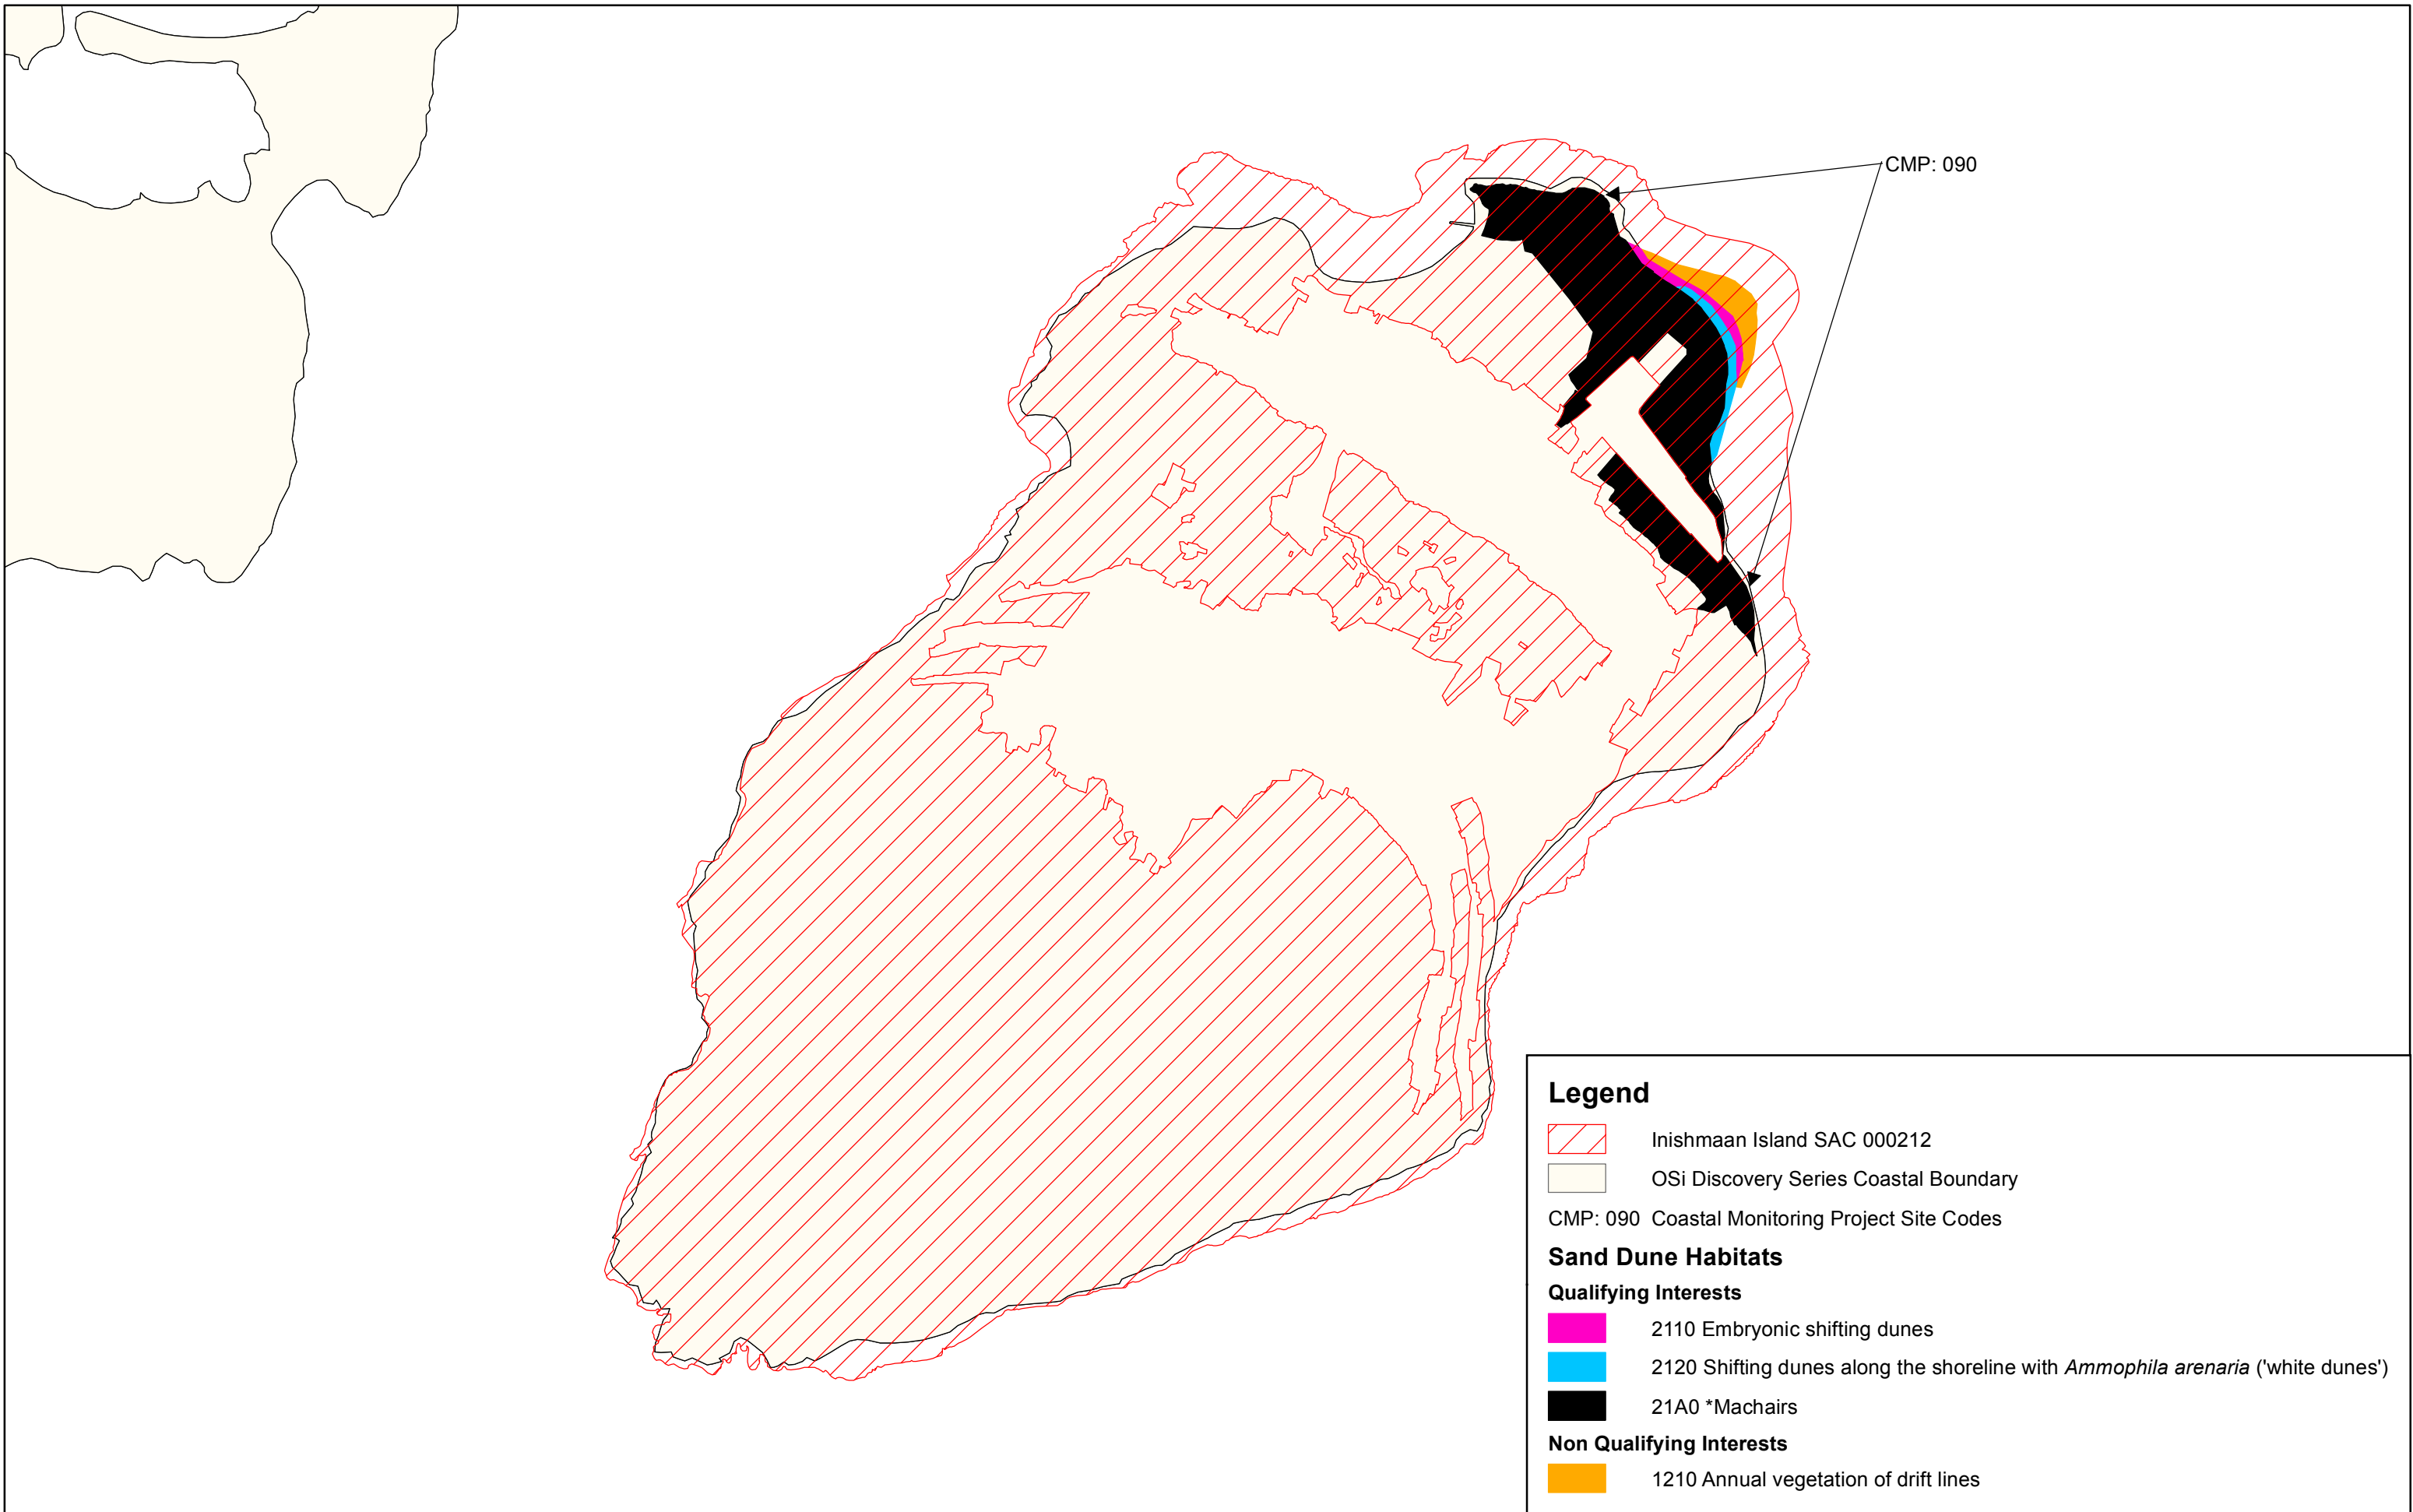 CMP: 090
Legend
Inishmaan Island SAC 000212
OSi Discovery Series Coastal Boundary
CMP: 090 Coastal Monitoring Project Site Codes
Sand Dune Habitats
Qualifying Interests
2110 Embryonic shifting dunes
2120 Shifting dunes along the shoreline with Ammophila arenaria ('white dunes')
21A0 *Machairs
Non Qualifying Interests
1210 Annual vegetation of drift lines